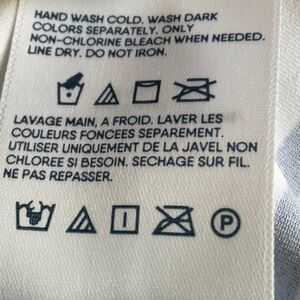 HAND WASH COLD. WASH DARK
COLORS SEPARATELY. ONLY
NON-CHLORINE BLEACH WHEN NEEDED.
LINE DRY. DO NOT IRON.
LAVAGE MAIN, A FROID. LAVER LES
COULEURS FONCEES SEPAREMENT.
UTILISER UNIQUEMENT DE LA JAVEL NON
CHLOREE SI BESOIN. SECHAGE SUR FIL.
NE PAS REPASSER.
P